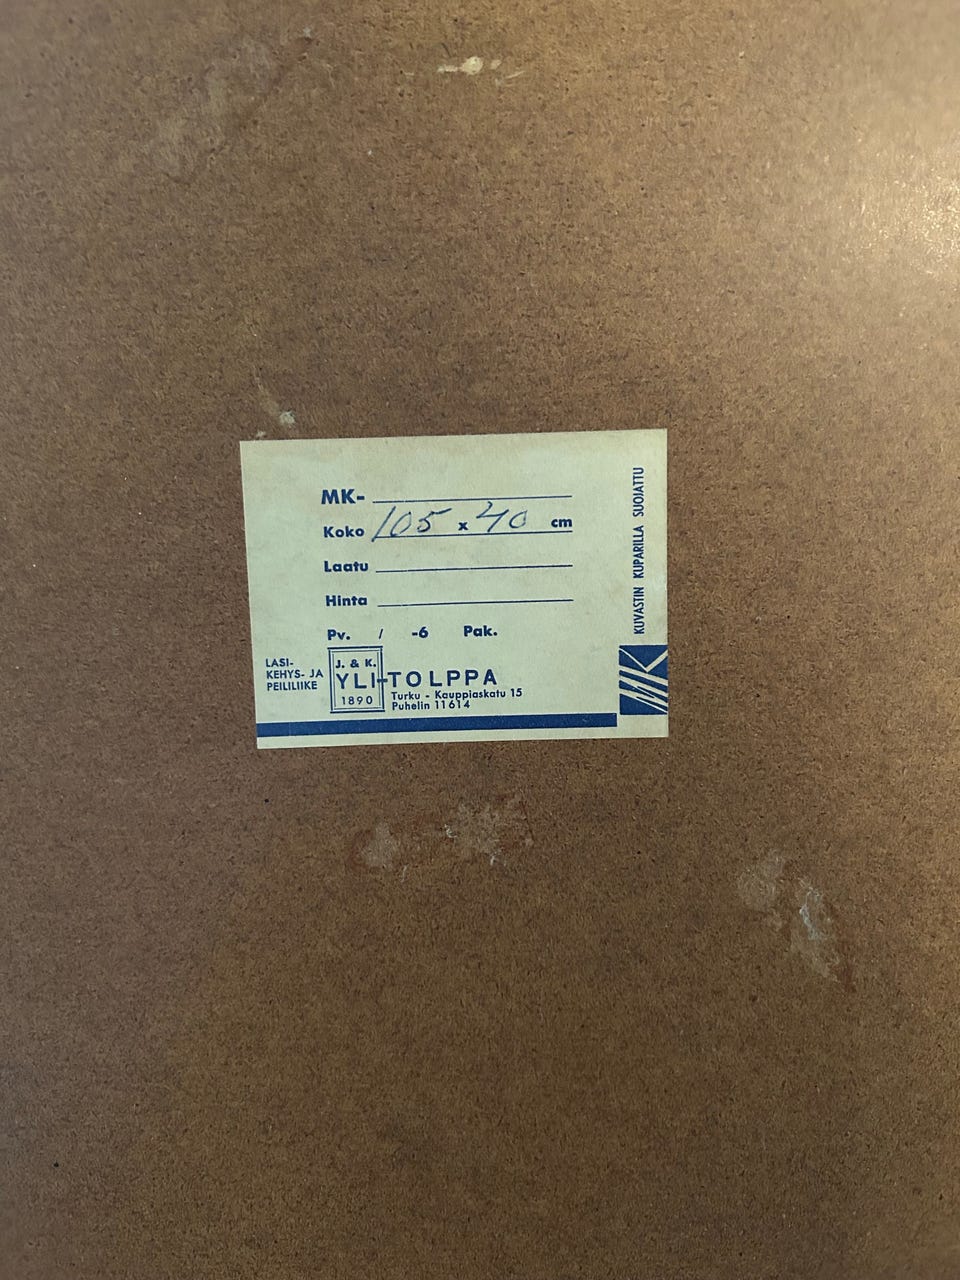 MK-
Koko 105 x 40 cm
Laatu
Hinta
Pv. / -6 Pak.
LASI-
KEHYS- JA
PEILILIIKE
J. & K.
YLI-TOLPPA
1890
Turku - Kauppiaskatu 15
Puhelin 11614
KUVASTIN KUPARILLA SUOJATTU
MK